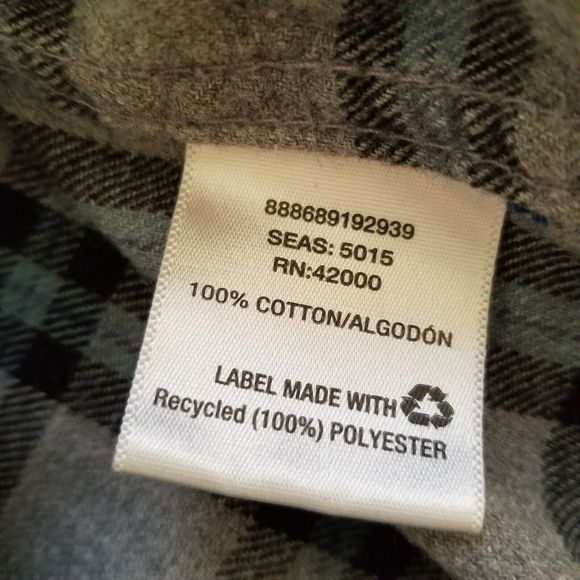 888689192939
SEAS: 5015
RN:42000
100% COTTON/ALGODÓN
LABEL MADE WITH
Recycled (100%) POLYESTER